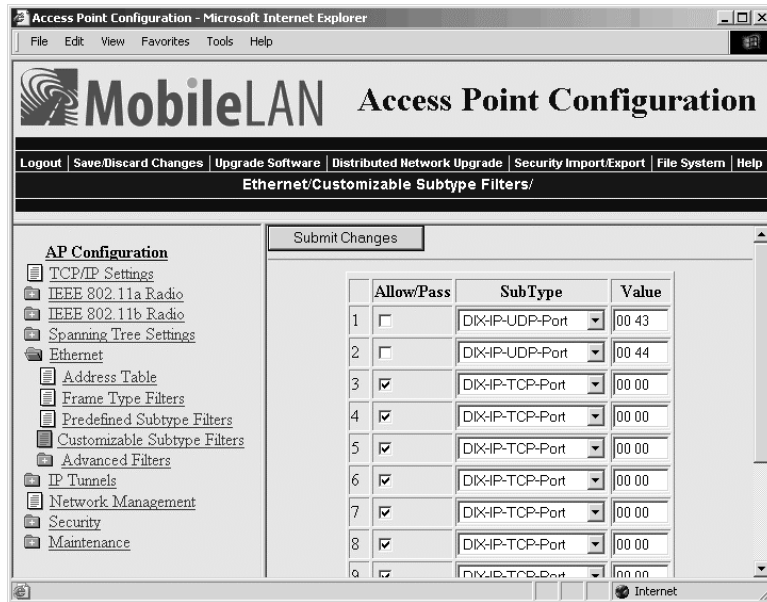 Access Point Configuration - Microsoft Internet Explorer
File Edit View Favorites Tools Help
MobileLAN Access Point Configuration
Logout | Save/Discard Changes | Upgrade Software | Distributed Network Upgrade | Security Import/Export | File System | Help
Ethernet/Customizable Subtype Filters/
Submit Changes
AP Configuration
TCP/IP Settings
IEEE 802.11a Radio
IEEE 802.11b Radio
Spanning Tree Settings
Ethernet
Address Table
Frame Type Filters
Predefined Subtype Filters
Customizable Subtype Filters
Advanced Filters
IP Tunnels
Network Management
Security
Maintenance
Allow/Pass SubType Value
1 DIX-IP-UDP-Port 00 43
2 DIX-IP-UDP-Port 00 44
3 DIX-IP-TCP-Port 00 00
4 DIX-IP-TCP-Port 00 00
5 DIX-IP-TCP-Port 00 00
6 DIX-IP-TCP-Port 00 00
7 DIX-IP-TCP-Port 00 00
8 DIX-IP-TCP-Port 00 00
9 DIX-IP-TCP-Port 00 00
Internet